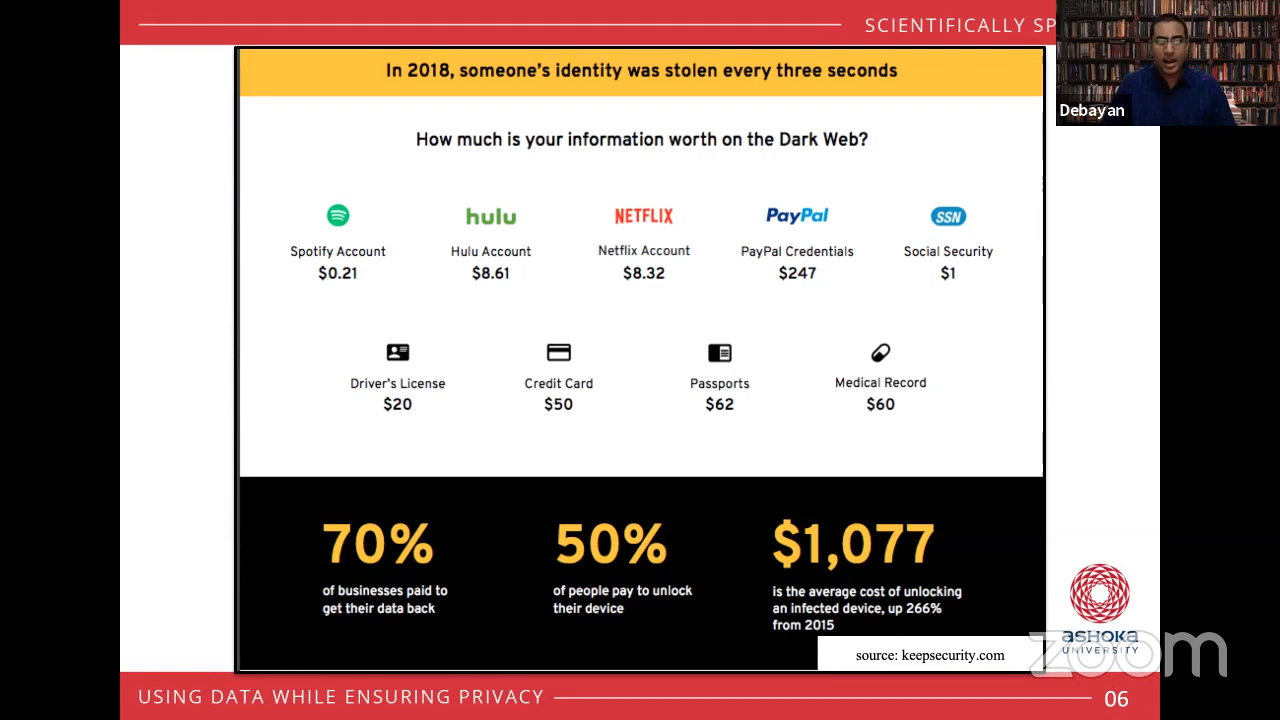 SCIENTIFICALLY SP
Debayan
In 2018, someone's identity was stolen every three seconds
How much is your information worth on the Dark Web?
hulu
NETFLIX
PayPal
SSN
Spotify Account
Hulu Account
Netflix Account
PayPal Credentials
Social Security
$0.21
$8.61
$8.32
$247
$1
Driver's License
Credit Card
Passports
Medical Record
$20
$50
$62
$60
70%
of businesses paid to
get their data back
50%
of people pay to unlock
their device
$1,077
is the average cost of unlocking
an infected device, up 266%
from 2015
source: keepsecurity.com
ASHOKA
UNIVERSITY
zoom
USING DATA WHILE ENSURING PRIVACY
06